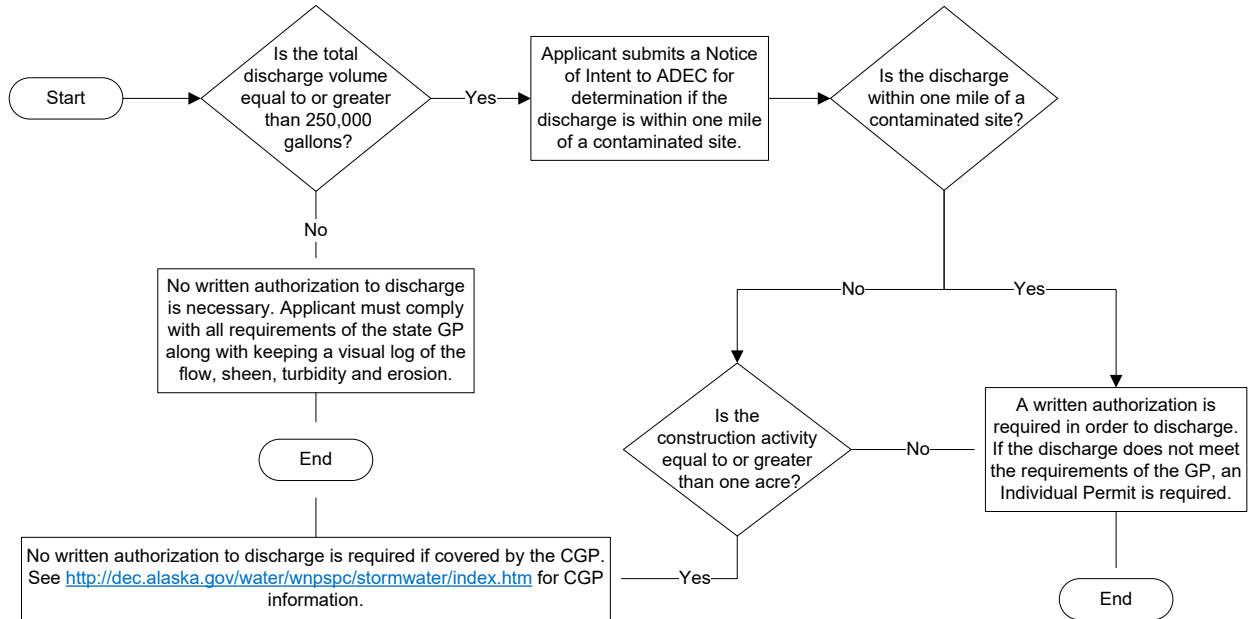 Start
Is the total
discharge volume
equal to or greater
than 250,000
gallons?
Yes
Applicant submits a Notice
of Intent to ADEC for
determination if the
discharge is within one mile
of a contaminated site.
Is the discharge
within one mile of a
contaminated site?
No
No written authorization to discharge
is necessary. Applicant must comply
with all requirements of the state GP
along with keeping a visual log of the
flow, sheen, turbidity and erosion.
End
No
Yes
Is the
construction activity
equal to or greater
than one acre?
No
A written authorization is
required in order to discharge.
If the discharge does not meet
the requirements of the GP, an
Individual Permit is required.
Yes
No written authorization to discharge is required if covered by the CGP.
See http://dec.alaska.gov/water/wnpspc/stormwater/index.htm for CGP
information.
End